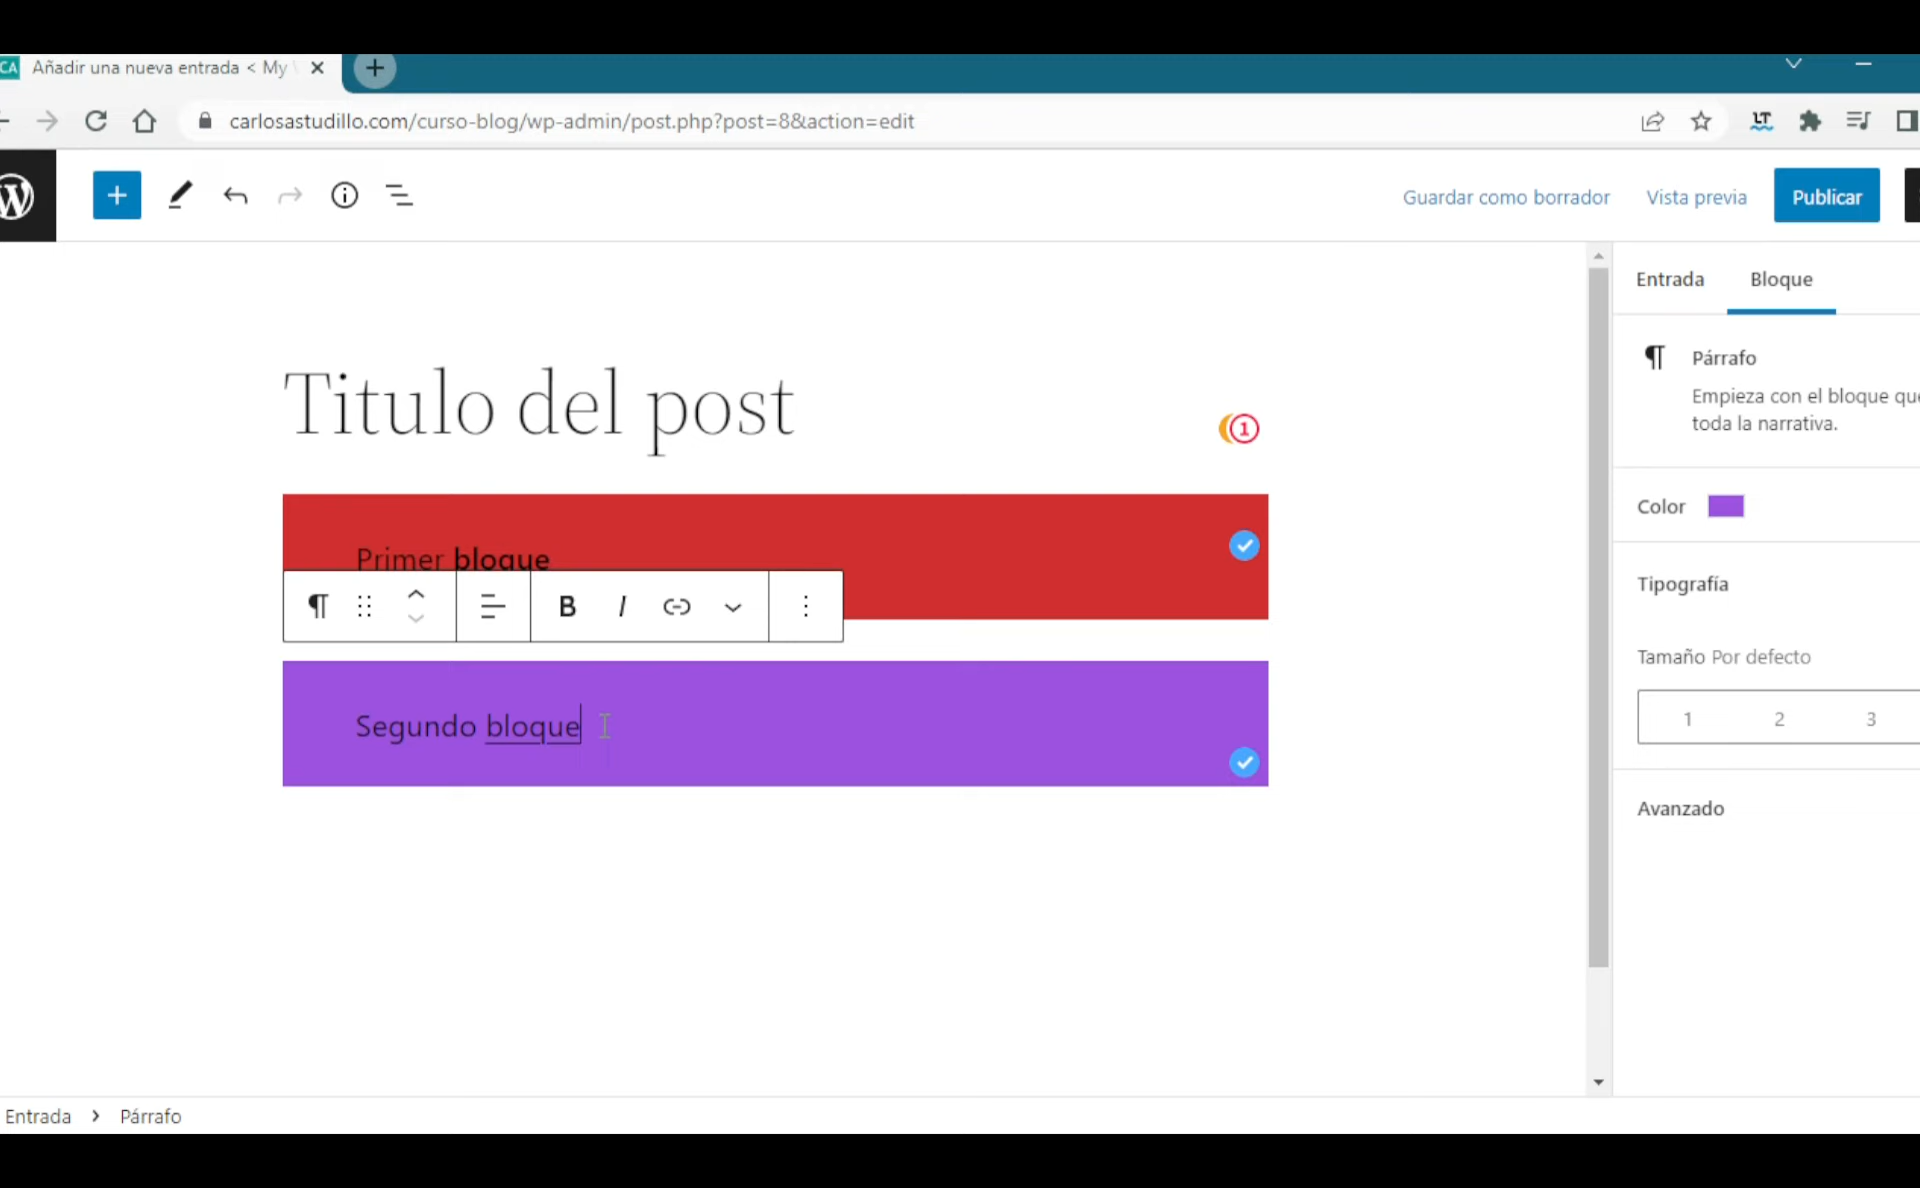 CA Añadir una nueva entrada < My
carlosastudillo.com/curso-blog/wp-admin/post.php?post=8&action=edit
Guardar como borrador Vista previa Publicar
Entrada Bloque
Titulo del post
1
Párrafo
Empieza con el bloque
toda la narrativa.
Primer bloque
Color
B I
Tipografía
Segundo bloque
Tamaño Por defecto
1 2 3
Avanzado
Entrada > Párrafo